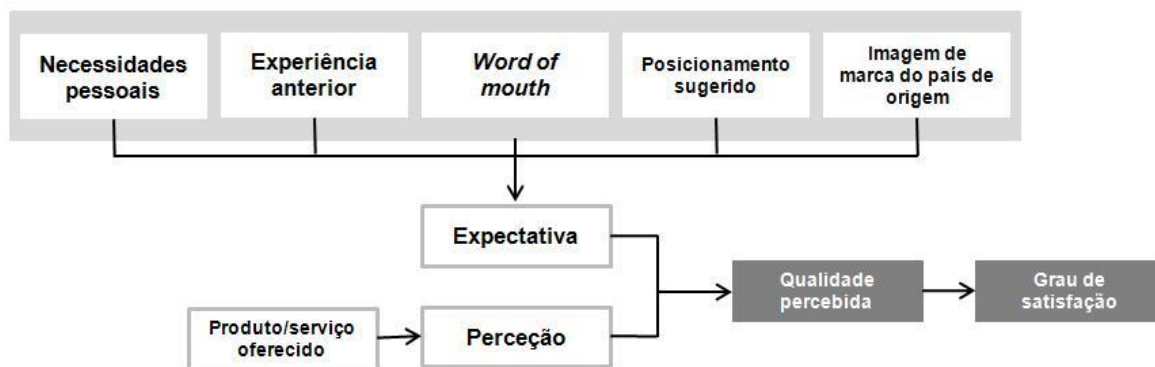 Necessidades
pessoais
Experiência
anterior
Word of
mouth
Posicionamento
sugerido
Imagem de
marca do país de
origem
Expectativa
Qualidade
percebida
Grau de
satisfação
Produto/serviço
oferecido
Perceção